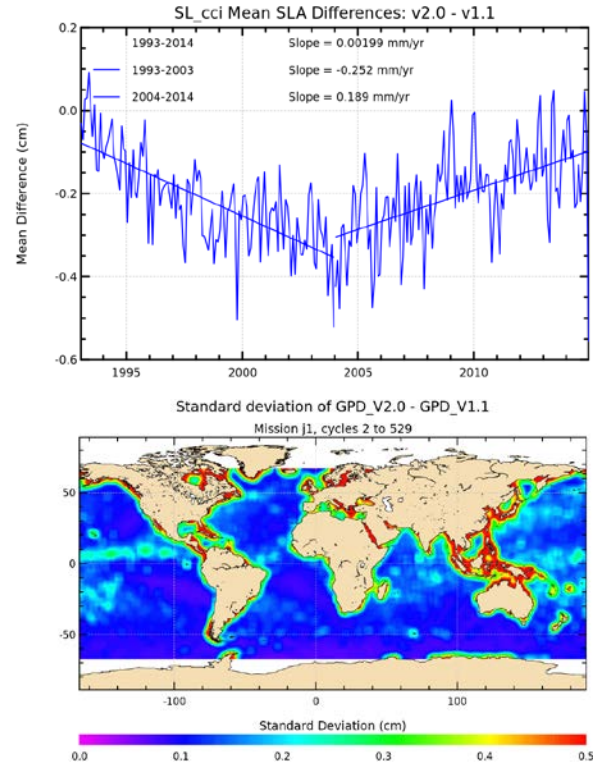 SL_cci Mean SLA Differences: v2.0 - v1.1
1993-2014 Slope = 0.00199 mm/yr
1993-2003 Slope = -0.252 mm/yr
2004-2014 Slope = 0.189 mm/yr
Mean Difference (cm)
0.2
0.0
-0.2
-0.4
-0.6
1995 2000 2005 2010
Standard deviation of GPD_V2.0 - GPD_V1.1
Mission j1, cycles 2 to 529
50
0
-50
-100 0 100
Standard Deviation (cm)
0.0 0.1 0.2 0.3 0.4 0.5